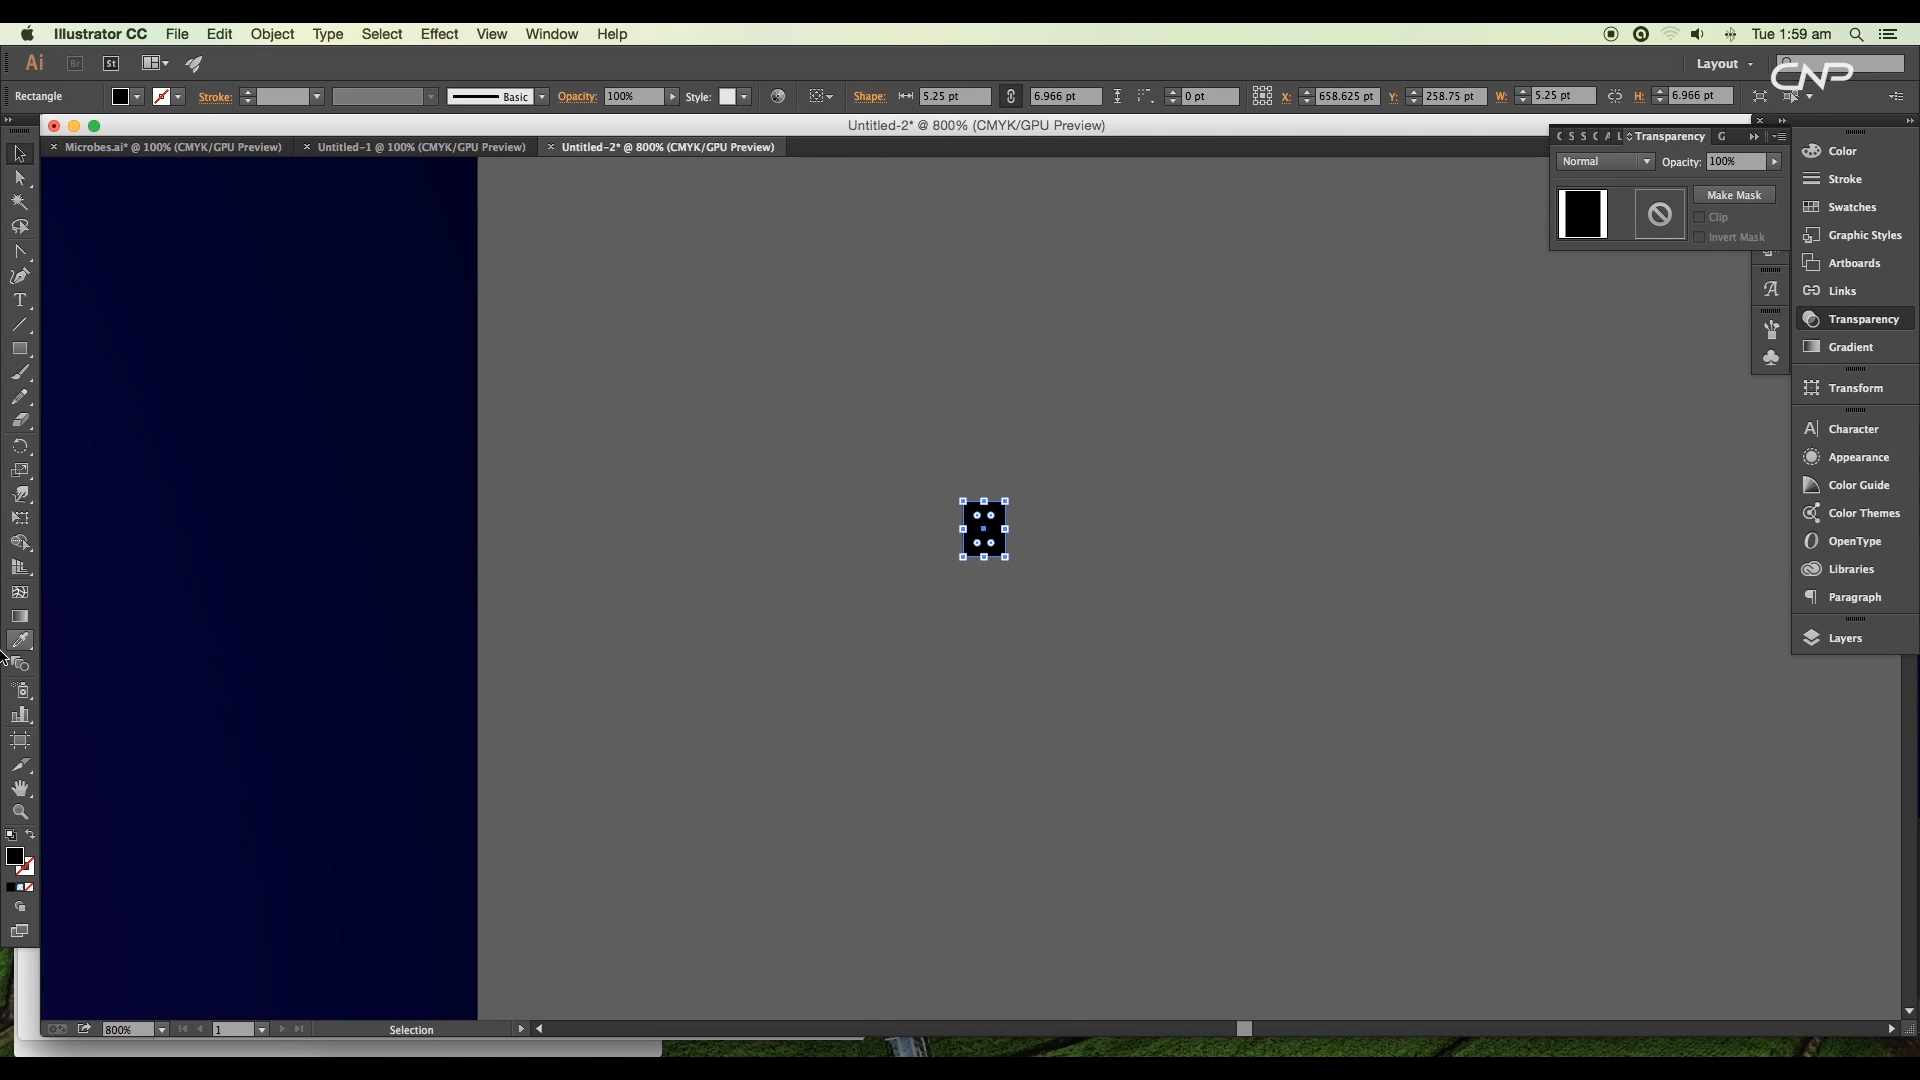 Illustrator CC File Edit Object Type Select Effect View Window Help Tue 1:59 am
Ai Br St Layout
CNP
Rectangle Stroke: Basic Opacity: 100% Style: Shape: 5.25 pt 6.966 pt 0 pt X: 658.625 pt Y: 258.75 pt W: 5.25 pt H: 6.966 pt
Untitled-2* @ 800% (CMYK/GPU Preview)
Microbes.ai* @ 100% (CMYK/GPU Preview) Untitled-1 @ 100% (CMYK/GPU Preview) Untitled-2* @ 800% (CMYK/GPU Preview)
C S S C A L Transparency G
Normal Opacity: 100%
Make Mask
Clip
Invert Mask
Color
Stroke
Swatches
Graphic Styles
Artboards
Links
Transparency
Gradient
Transform
Character
Appearance
Color Guide
Color Themes
OpenType
Libraries
Paragraph
Layers
800% 1 Selection